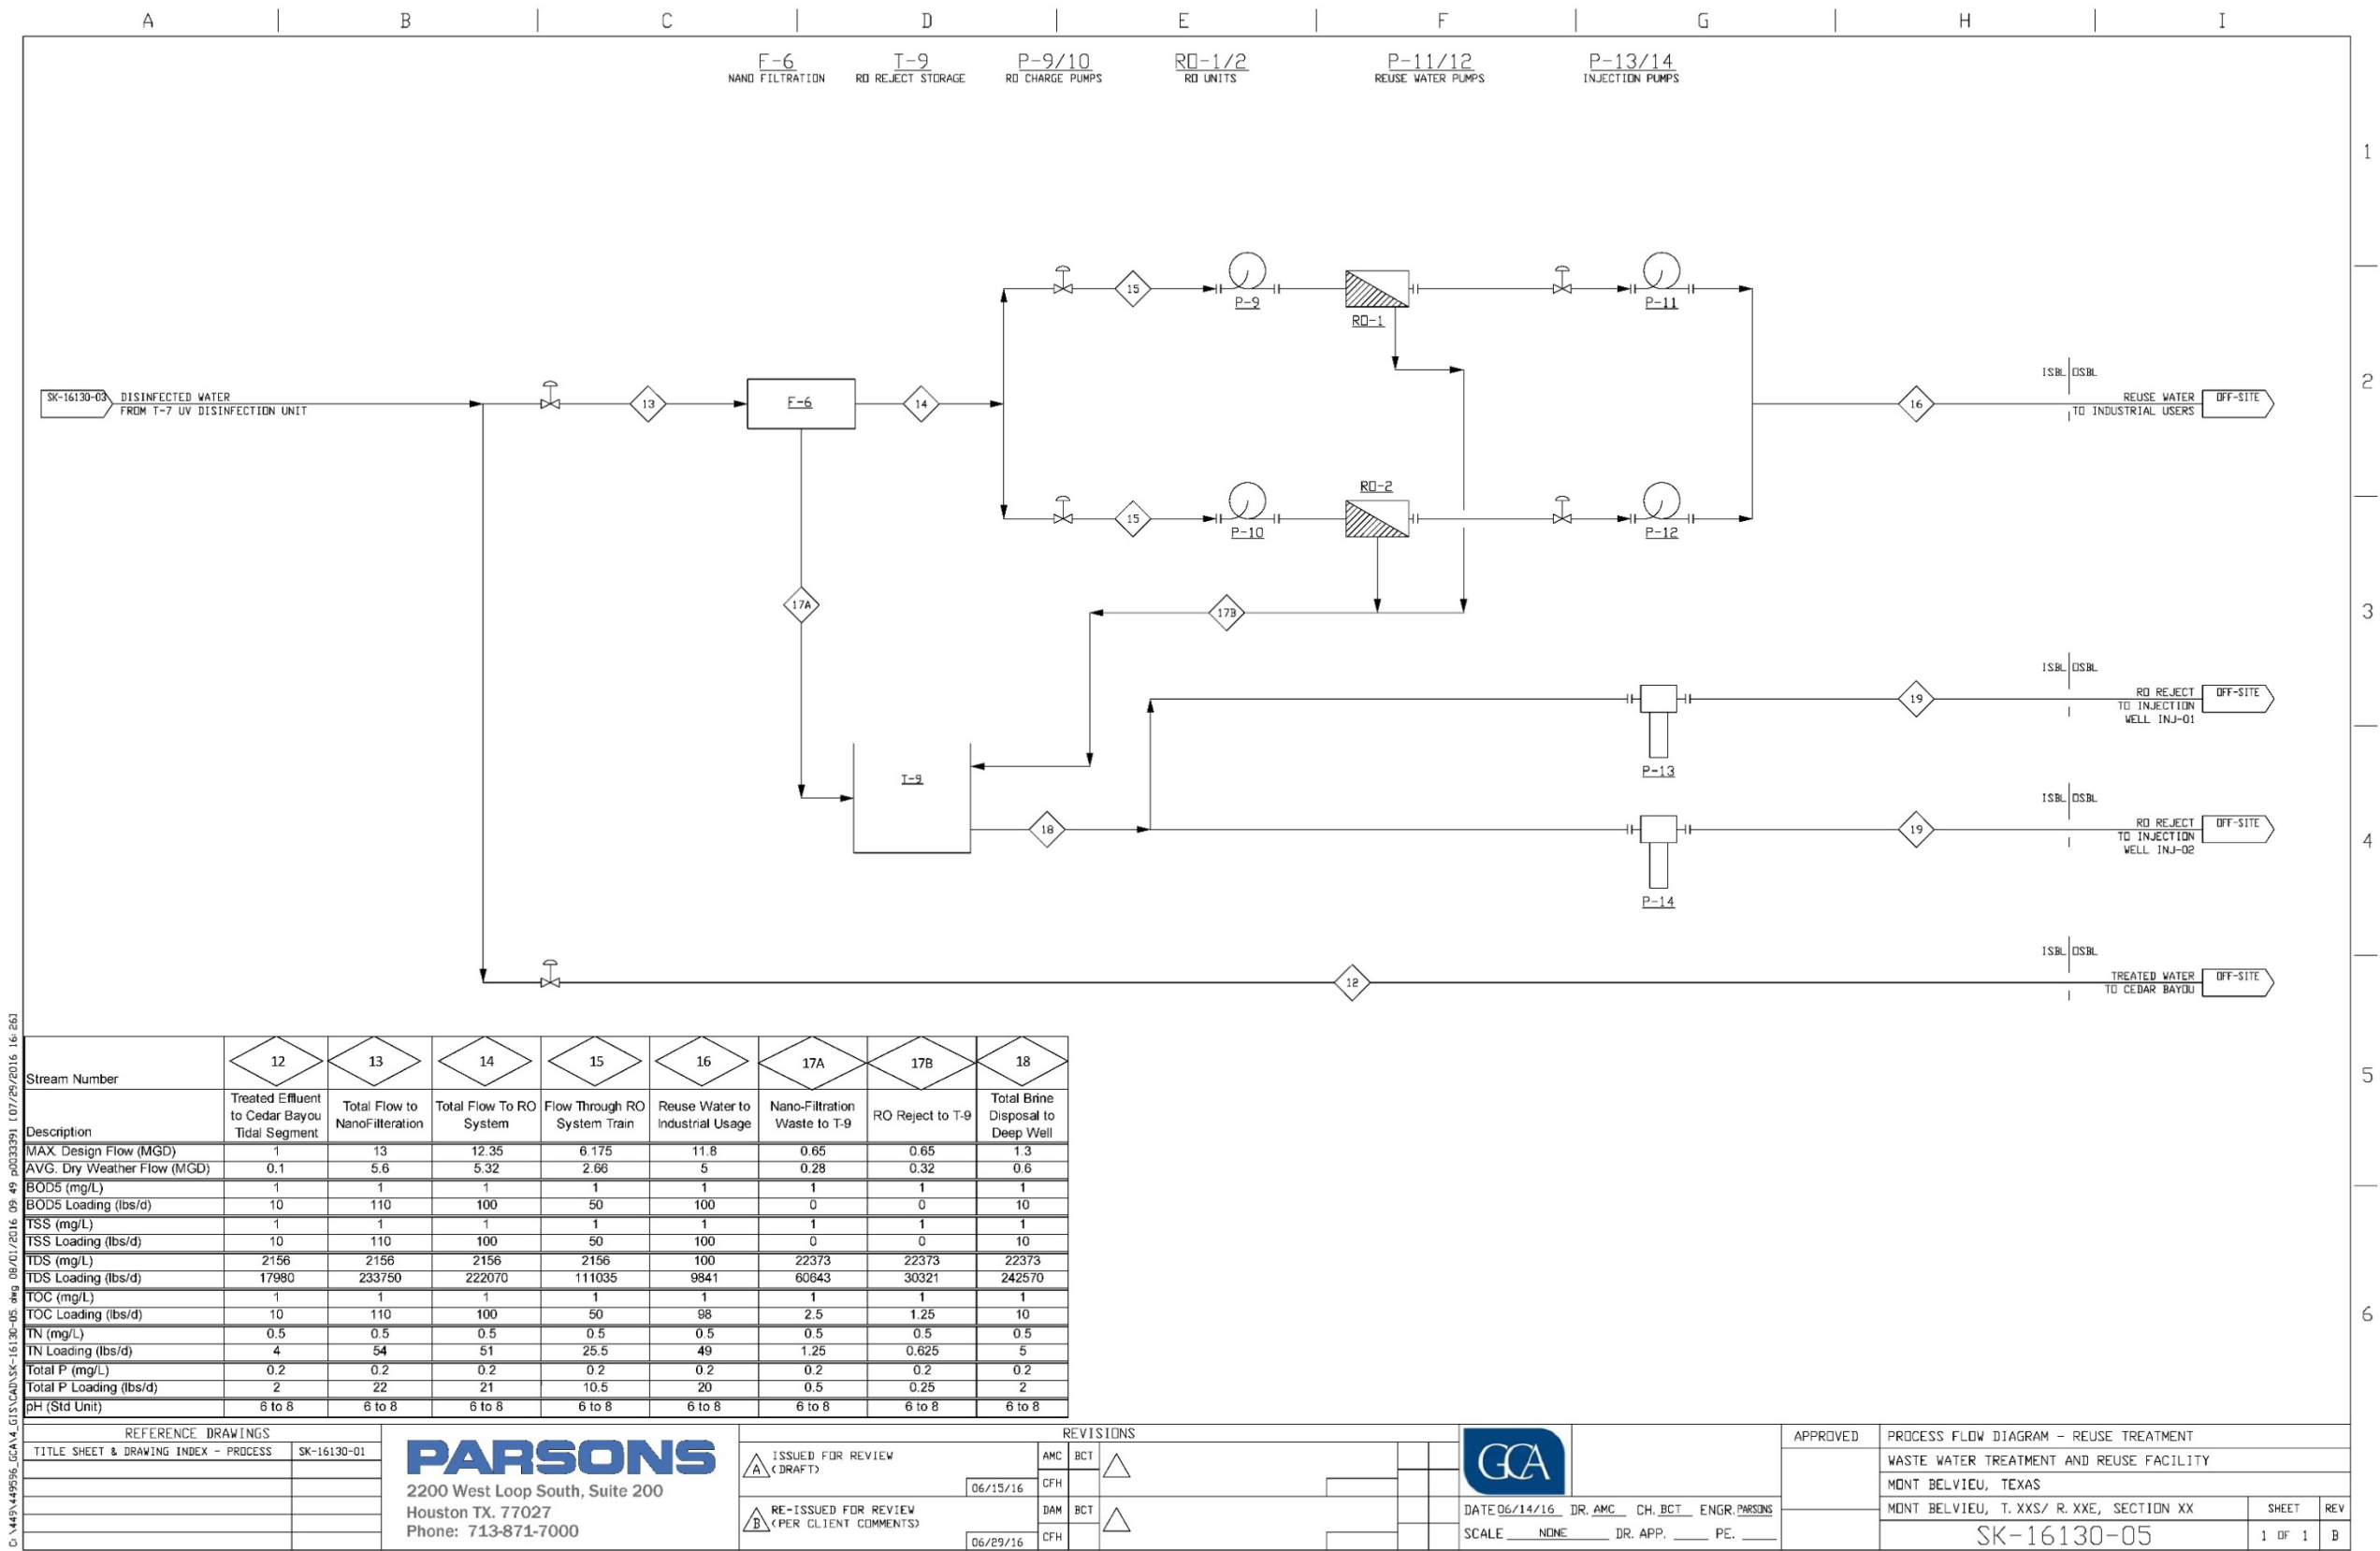 A B C D E F G H I
F-6 T-9 P-9/10 RO-1/2 P-11/12 P-13/14
NANO FILTRATION RO REJECT STORAGE RO CHARGE PUMPS RO UNITS REUSE WATER PUMPS INJECTION PUMPS
1
15 P-9 RO-1 P-11
ISBL OSBL
2
SK-16130-03 DISINFECTED WATER
FROM T-7 UV DISINFECTION UNIT
13 F-6 14 16
REUSE WATER OFF-SITE
TO INDUSTRIAL USERS
RO-2
15 P-10 P-12
17A 17B
3
ISBL OSBL
19 RO REJECT OFF-SITE
TO INJECTION
WELL INJ-01
P-13
T-9
ISBL OSBL
18 19 RO REJECT OFF-SITE
TO INJECTION
WELL INJ-02
4
P-14
ISBL OSBL
12 TREATED WATER OFF-SITE
TO CEDAR BAYOU
5
Stream Number 12 13 14 15 16 17A 17B 18
Description Treated Effluent to Cedar Bayou Tidal Segment Total Flow to NanoFilteration Total Flow To RO System Flow Through RO System Train Reuse Water to Industrial Usage Nano-Filtration Waste to T-9 RO Reject to T-9 Total Brine Disposal to Deep Well
MAX. Design Flow (MGD) 1 13 12.35 6.175 11.8 0.65 0.65 1.3
AVG. Dry Weather Flow (MGD) 0.1 5.6 5.32 2.66 5 0.28 0.32 0.6
BOD5 (mg/L) 1 1 1 1 1 1 1 1
BOD5 Loading (lbs/d) 10 110 100 50 100 0 0 10
TSS (mg/L) 1 1 1 1 1 1 1 1
TSS Loading (lbs/d) 10 110 100 50 100 0 0 10
TDS (mg/L) 2156 2156 2156 2156 100 22373 22373 22373
TDS Loading (lbs/d) 17980 233750 222070 111035 9841 60643 30321 242570
TOC (mg/L) 1 1 1 1 1 1 1 1
TOC Loading (lbs/d) 10 110 100 50 98 2.5 1.25 10
TN (mg/L) 0.5 0.5 0.5 0.5 0.5 0.5 0.5 0.5
TN Loading (lbs/d) 4 54 51 25.5 49 1.25 0.625 5
Total P (mg/L) 0.2 0.2 0.2 0.2 0.2 0.2 0.2 0.2
Total P Loading (lbs/d) 2 22 21 10.5 20 0.5 0.25 2
pH (Std Unit) 6 to 8 6 to 8 6 to 8 6 to 8 6 to 8 6 to 8 6 to 8 6 to 8
6
C:\449\449596_GCA\4_GIS\CAD\SK-16130-05.dwg 08/01/2016 09:49 p0033391 [07/29/2016 16:26]
REFERENCE DRAWINGS
TITLE SHEET & DRAWING INDEX - PROCESS SK-16130-01
PARSONS
2200 West Loop South, Suite 200
Houston TX. 77027
Phone: 713-871-7000
REVISIONS
A ISSUED FOR REVIEW AMC BCT
(DRAFT)
06/15/16 CFH
B RE-ISSUED FOR REVIEW DAM BCT
(PER CLIENT COMMENTS)
06/29/16 CFH
GCA
DATE 06/14/16 DR. AMC CH. BCT ENGR. PARSONS
SCALE NONE DR. APP. PE.
APPROVED
PROCESS FLOW DIAGRAM - REUSE TREATMENT
WASTE WATER TREATMENT AND REUSE FACILITY
MONT BELVIEU, TEXAS
MONT BELVIEU, T. XXS/ R. XXE, SECTION XX SHEET REV
SK-16130-05 1 OF 1 B